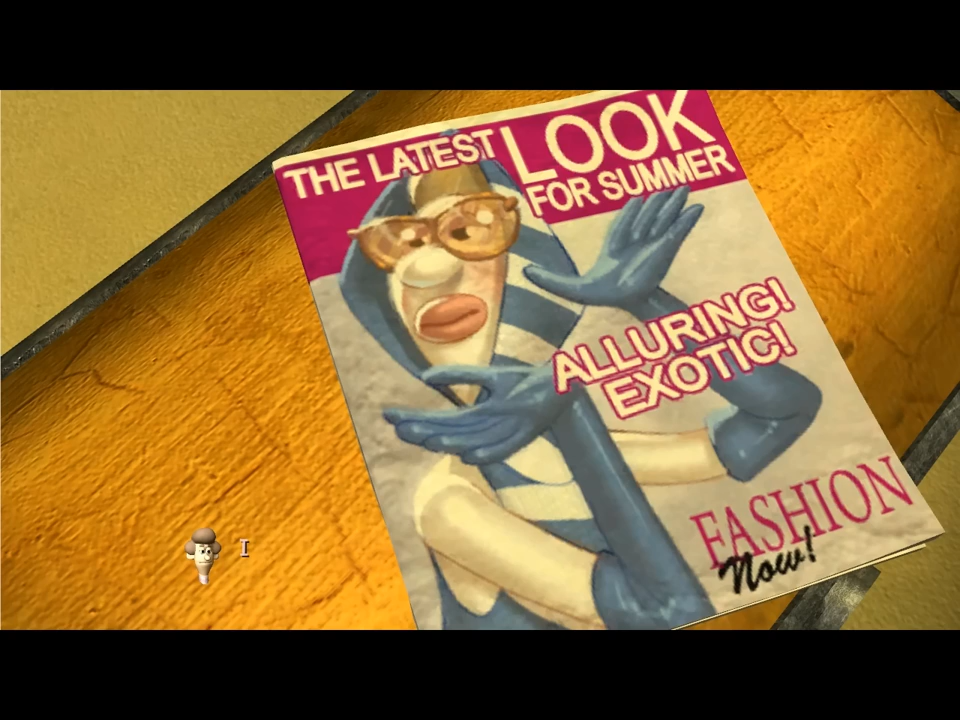 THE LATEST LOOK
FOR SUMMER
ALLURING!
EXOTIC!
FASHION
Now!
I